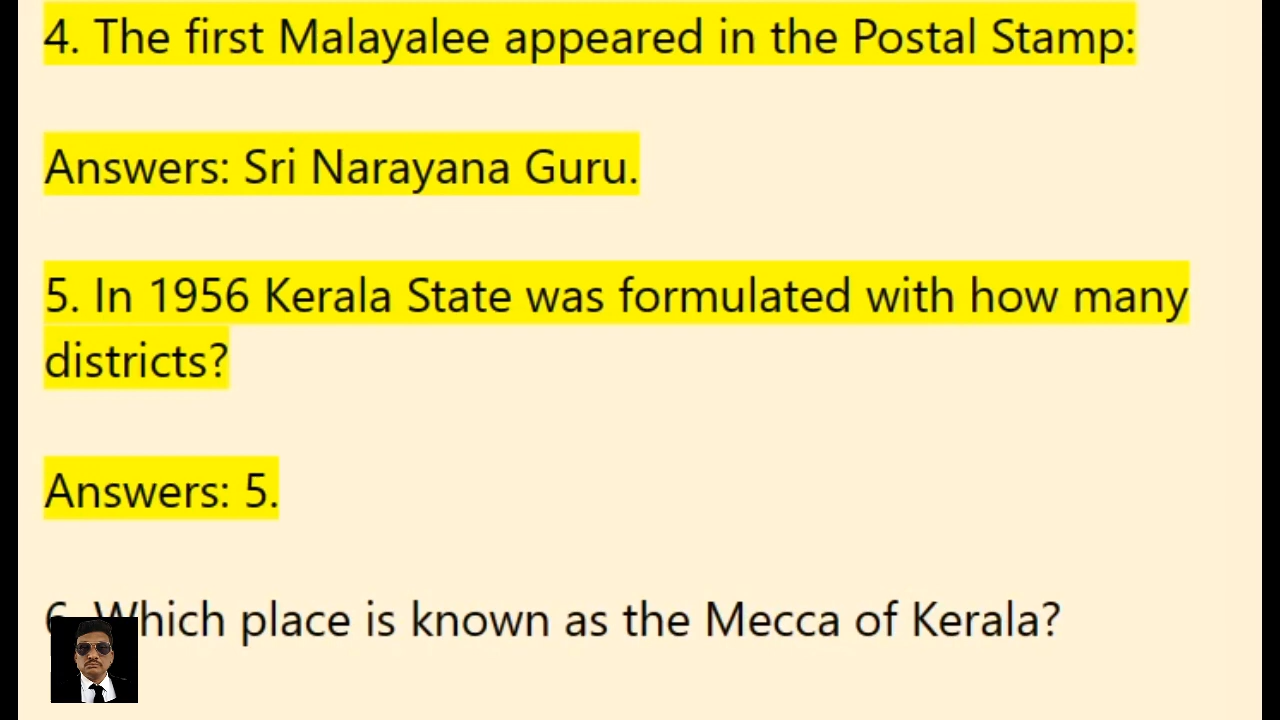 4. The first Malayalee appeared in the Postal Stamp:
Answers: Sri Narayana Guru.
5. In 1956 Kerala State was formulated with how many
districts?
Answers: 5.
6. Which place is known as the Mecca of Kerala?